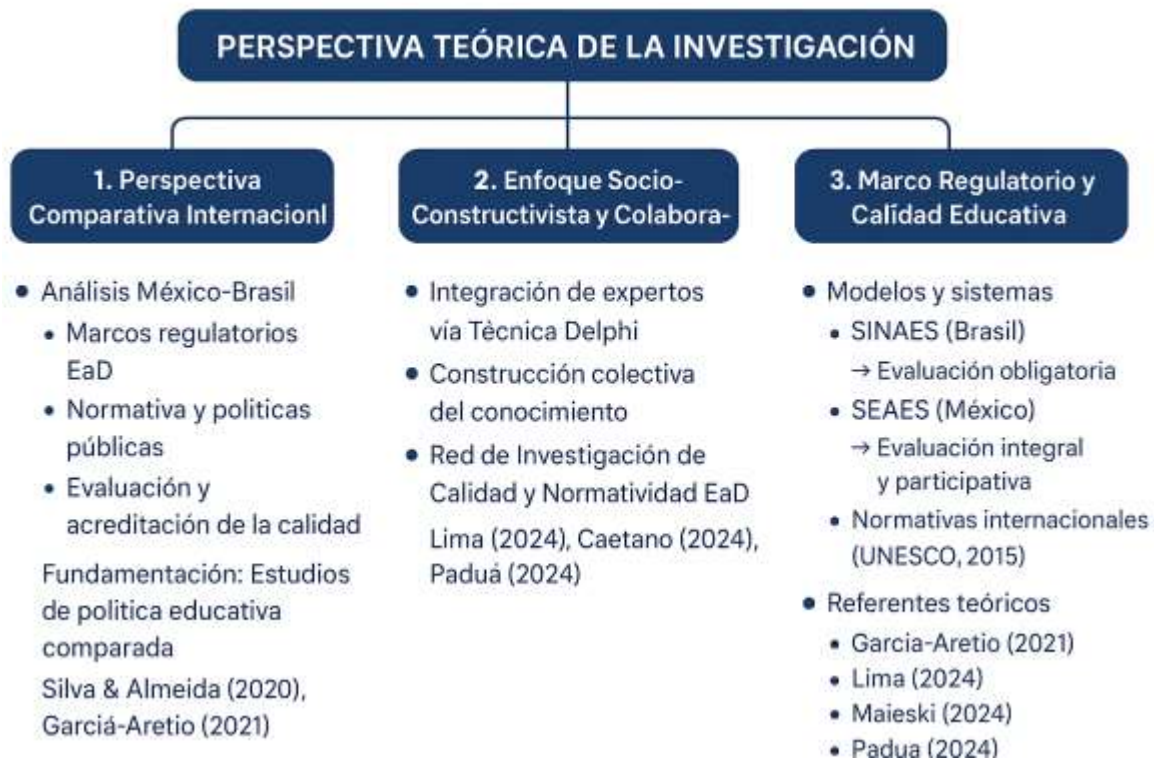 PERSPECTIVA TEÓRICA DE LA INVESTIGACIÓN
1. Perspectiva
Comparativa Internacionl
• Análisis México-Brasil
• Marcos regulatorios
EaD
• Normativa y politicas
públicas
• Evaluación y
acreditación de la calidad
Fundamentación: Estudios
de politica educativa
comparada
Silva & Almeida (2020),
Garciá-Aretio (2021)
2. Enfoque Socio-
Constructivista y Colabora-
• Integración de expertos
vía Tècnica Delphi
• Construcción colectiva
del conocimiento
• Red de Investigación de
Calidad y Normatividad EaD
Lima (2024), Caetano (2024),
Paduá (2024)
3. Marco Regulatorio y
Calídad Educativa
• Modelos y sistemas
• SINAES (Brasil)
→ Evaluación obligatoria
• SEAES (México)
→ Evaluación integral
y participativa
• Normativas internacionales
(UNESCO, 2015)
• Referentes teóricos
• Garcia-Aretio (2021)
• Lima (2024)
• Maieski (2024)
• Padua (2024)